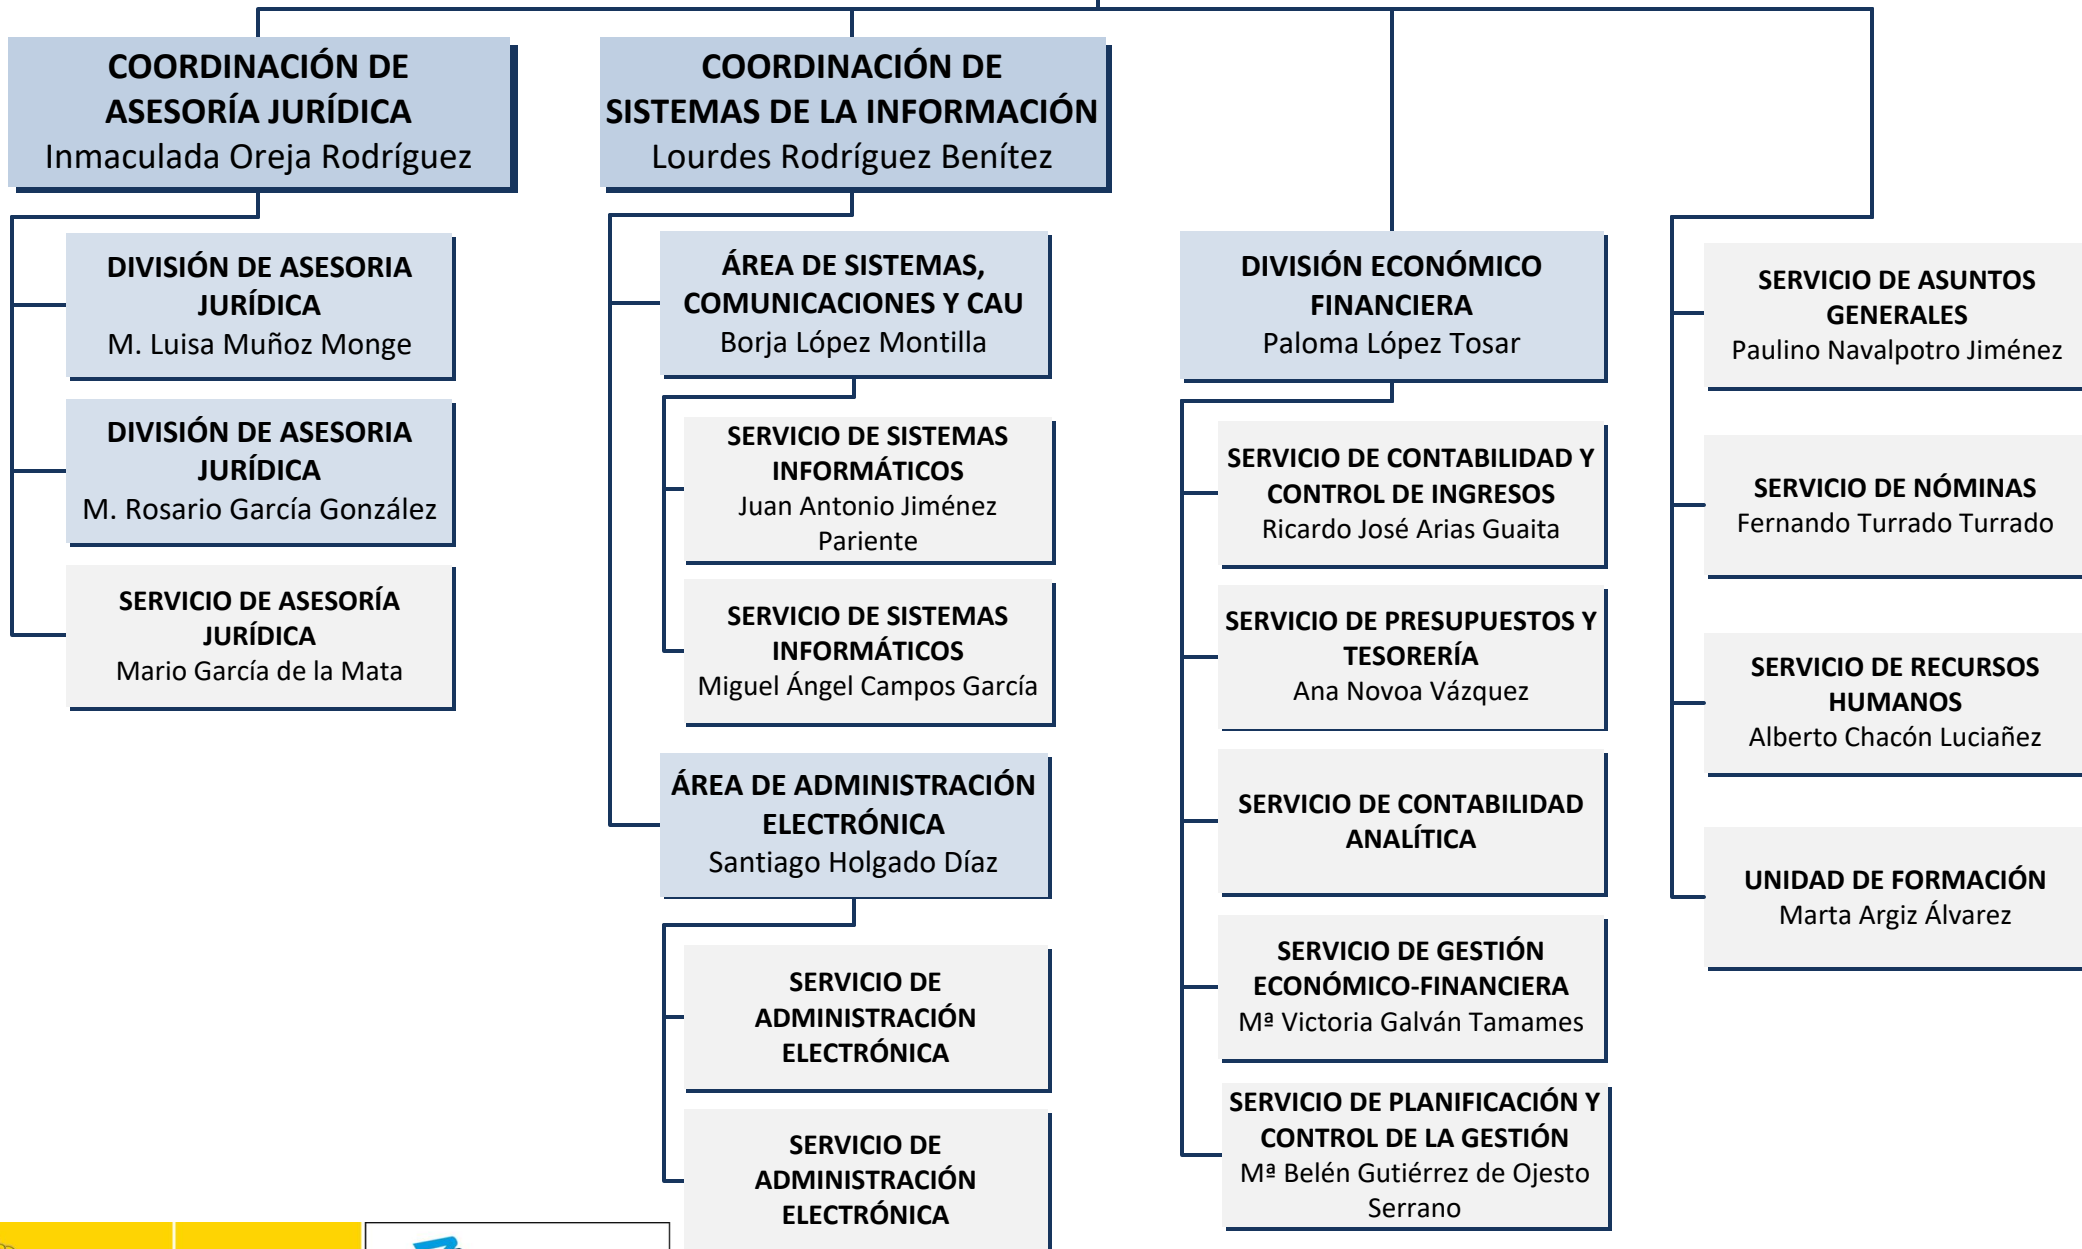 COORDINACIÓN DE
ASESORÍA JURÍDICA
Inmaculada Oreja Rodríguez
DIVISIÓN DE ASESORIA
JURÍDICA
M. Luisa Muñoz Monge
DIVISIÓN DE ASESORIA
JURÍDICA
M. Rosario García González
SERVICIO DE ASESORÍA
JURÍDICA
Mario García de la Mata
COORDINACIÓN DE
SISTEMAS DE LA INFORMACIÓN
Lourdes Rodríguez Benítez
ÁREA DE SISTEMAS,
COMUNICACIONES Y CAU
Borja López Montilla
SERVICIO DE SISTEMAS
INFORMÁTICOS
Juan Antonio Jiménez
Pariente
SERVICIO DE SISTEMAS
INFORMÁTICOS
Miguel Ángel Campos García
ÁREA DE ADMINISTRACIÓN
ELECTRÓNICA
Santiago Holgado Díaz
SERVICIO DE
ADMINISTRACIÓN
ELECTRÓNICA
SERVICIO DE
ADMINISTRACIÓN
ELECTRÓNICA
DIVISIÓN ECONÓMICO
FINANCIERA
Paloma López Tosar
SERVICIO DE CONTABILIDAD Y
CONTROL DE INGRESOS
Ricardo José Arias Guaita
SERVICIO DE PRESUPUESTOS Y
TESORERÍA
Ana Novoa Vázquez
SERVICIO DE CONTABILIDAD
ANALÍTICA
SERVICIO DE GESTIÓN
ECONÓMICO-FINANCIERA
Mª Victoria Galván Tamames
SERVICIO DE PLANIFICACIÓN Y
CONTROL DE LA GESTIÓN
Mª Belén Gutiérrez de Ojesto
Serrano
SERVICIO DE ASUNTOS
GENERALES
Paulino Navalpotro Jiménez
SERVICIO DE NÓMINAS
Fernando Turrado Turrado
SERVICIO DE RECURSOS
HUMANOS
Alberto Chacón Luciañez
UNIDAD DE FORMACIÓN
Marta Argiz Álvarez